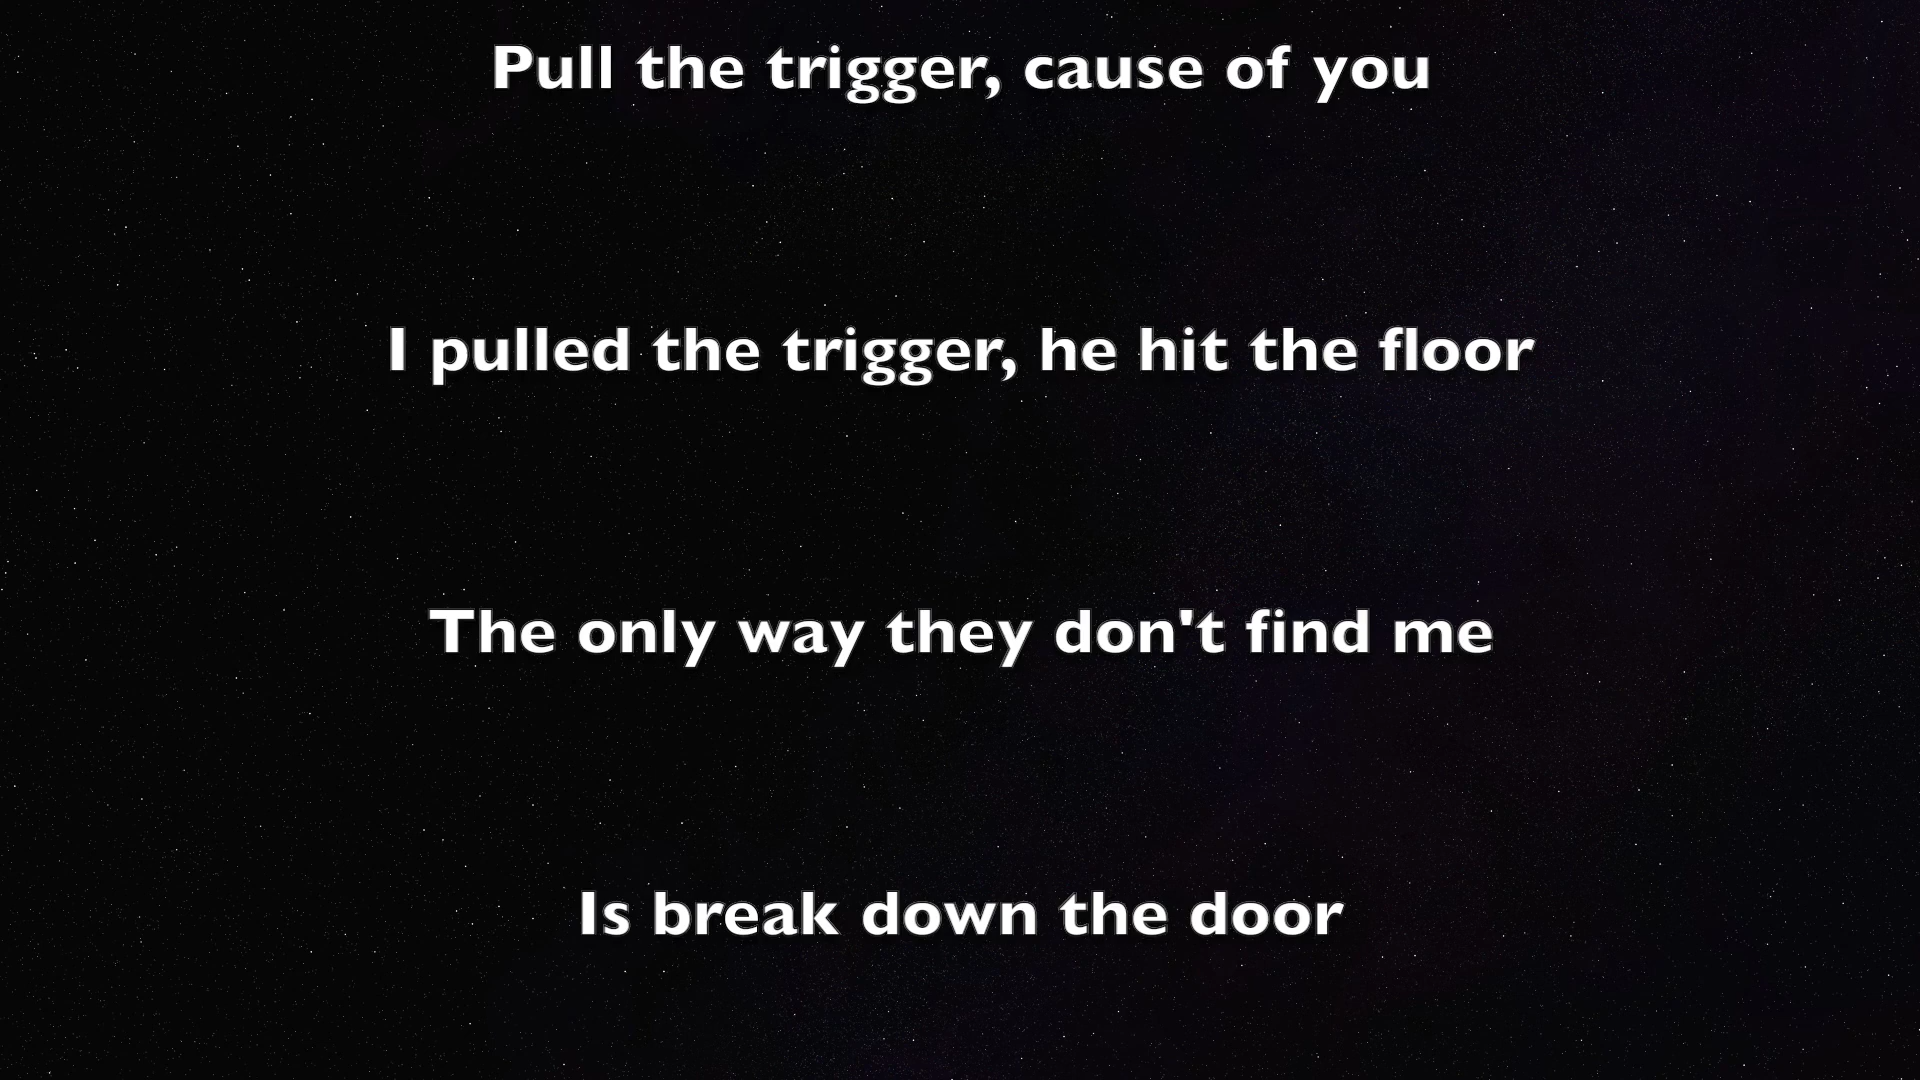 Pull the trigger, cause of you
I pulled the trigger, he hit the floor
The only way they don't find me
Is break down the door